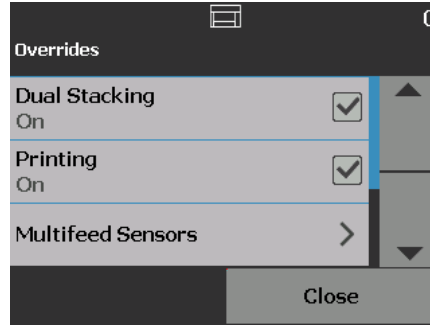 Overrides
Dual Stacking
On
Printing
On
Multifeed Sensors
Close